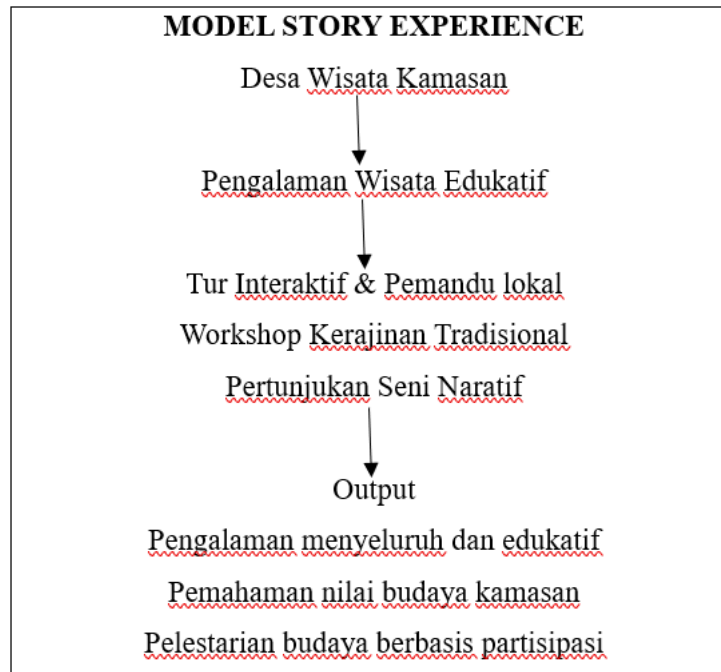 MODEL STORY EXPERIENCE
Desa Wisata Kamasan
Pengalaman Wisata Edukatif
Tur Interaktif & Pemandu lokal
Workshop Kerajinan Tradisional
Pertunjukan Seni Naratif
Output
Pengalaman menyeluruh dan edukatif
Pemahaman nilai budaya kamasan
Pelestarian budaya berbasis partisipasi